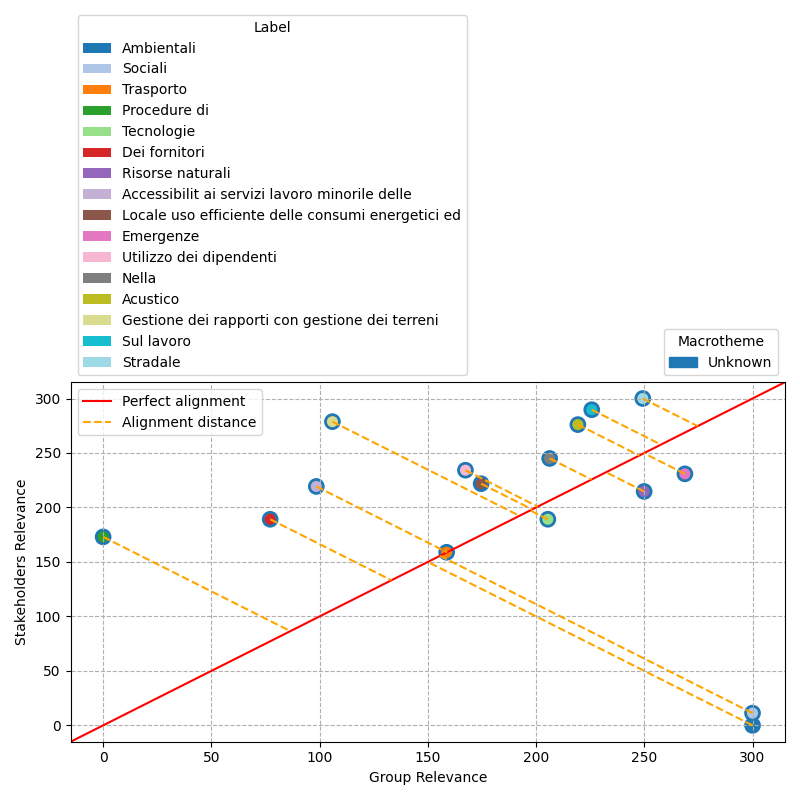 Label
Ambientali
Sociali
Trasporto
Procedure di
Tecnologie
Dei fornitori
Risorse naturali
Accessibilit ai servizi lavoro minorile delle
Locale uso efficiente delle consumi energetici ed
Emergenze
Utilizzo dei dipendenti
Nella
Acustico
Gestione dei rapporti con gestione dei terreni
Sul lavoro
Stradale
Macrotheme
Unknown
Perfect alignment
Alignment distance
300
250
200
150
100
50
0
Stakeholders Relevance
0 50 100 150 200 250 300
Group Relevance